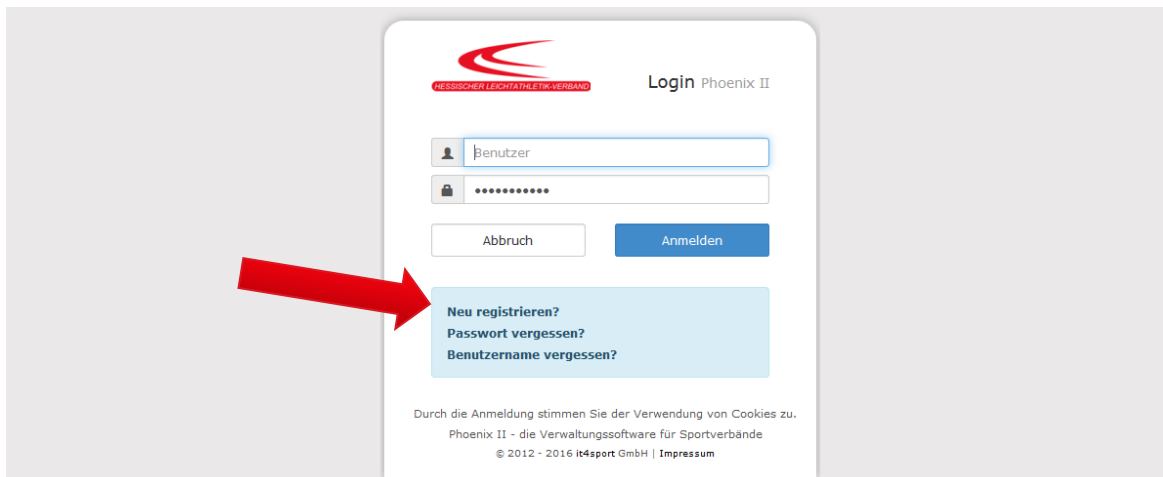 HESSISCHER LEICHTATHLETIK-VERBAND
Login Phoenix II
Benutzer
•••••••••••
Abbruch
Anmelden
Neu registrieren?
Passwort vergessen?
Benutzername vergessen?
Durch die Anmeldung stimmen Sie der Verwendung von Cookies zu.
Phoenix II - die Verwaltungssoftware für Sportverbände
© 2012 - 2016 it4sport GmbH | Impressum